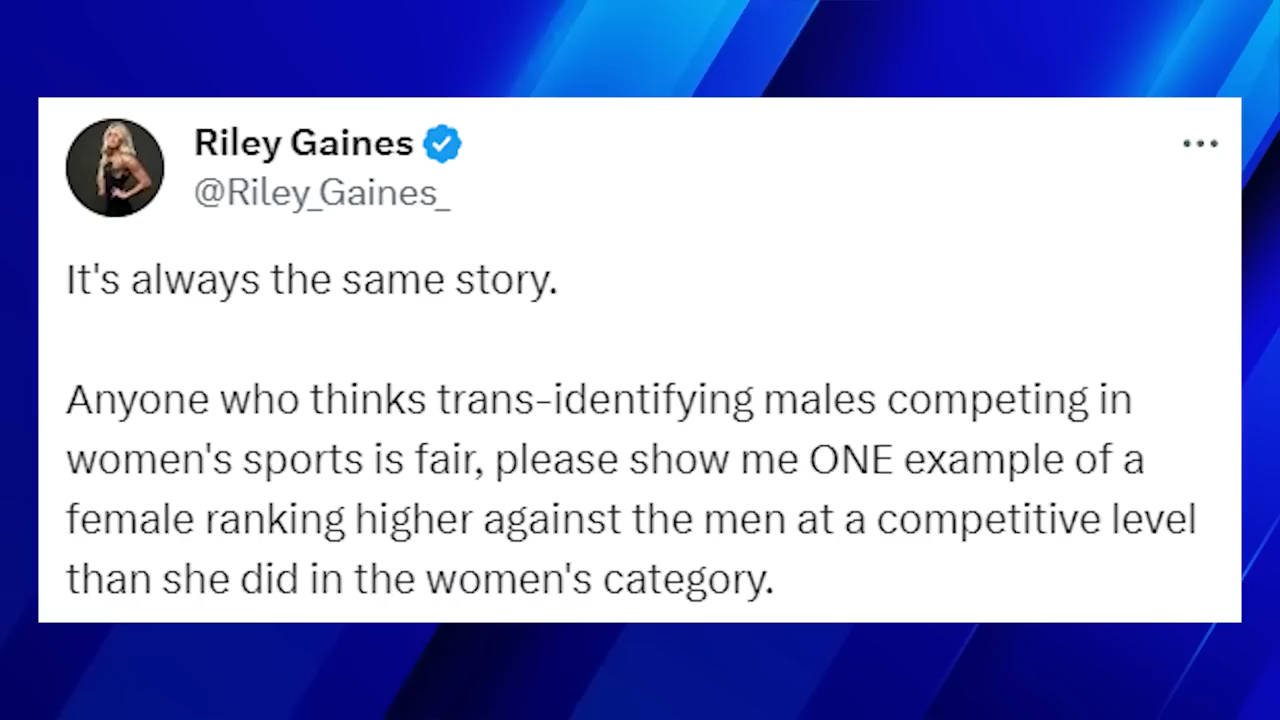 Riley Gaines
@Riley_Gaines_
It's always the same story.
Anyone who thinks trans-identifying males competing in
women's sports is fair, please show me ONE example of a
female ranking higher against the men at a competitive level
than she did in the women's category.